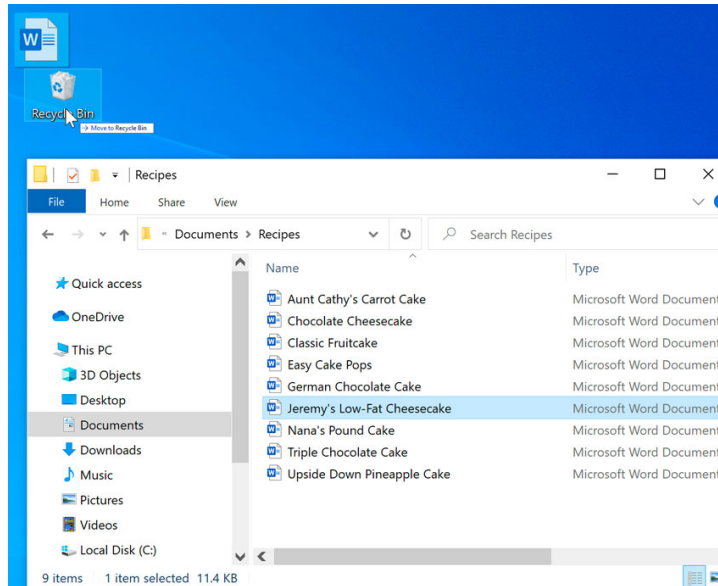 W
Recycle Bin
Move to Recycle Bin
Recipes
File Home Share View
Documents > Recipes
Search Recipes
Name Type
Quick access
OneDrive
This PC
3D Objects
Desktop
Documents
Downloads
Music
Pictures
Videos
Local Disk (C:)
Aunt Cathy's Carrot Cake Microsoft Word Document
Chocolate Cheesecake Microsoft Word Document
Classic Fruitcake Microsoft Word Document
Easy Cake Pops Microsoft Word Document
German Chocolate Cake Microsoft Word Document
Jeremy's Low-Fat Cheesecake Microsoft Word Document
Nana's Pound Cake Microsoft Word Document
Triple Chocolate Cake Microsoft Word Document
Upside Down Pineapple Cake Microsoft Word Document
9 items 1 item selected 11.4 KB